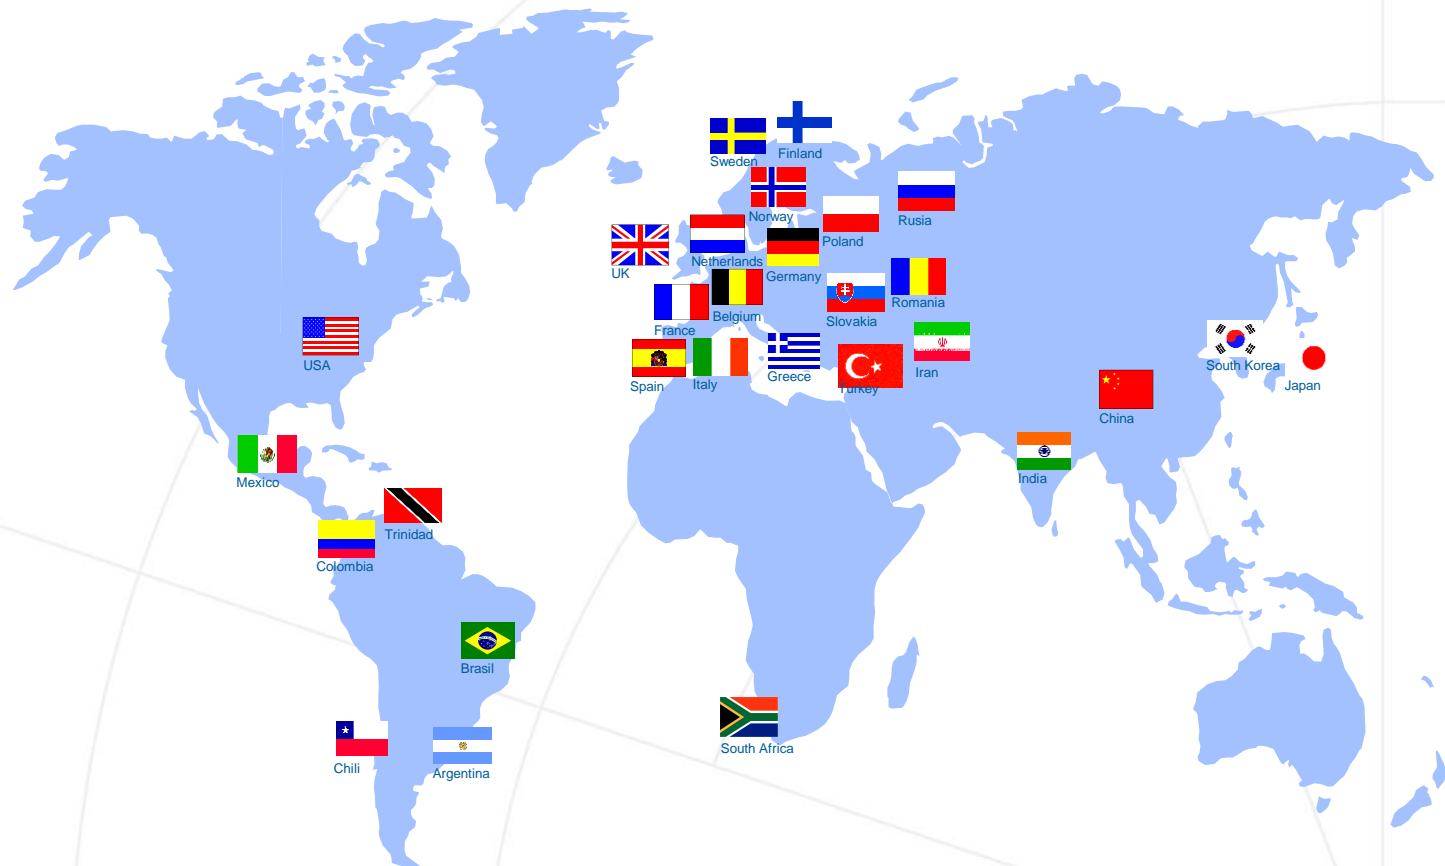 Sweden
Finland
Norway
Rusia
Poland
Netherlands
UK
Germany
Romania
Belgium
Slovakia
France
USA
South Korea
Iran
Greece
Italy
Spain
Turkey
Japan
China
India
Mexico
Trinidad
Colombia
Brasil
South Africa
Chili
Argentina